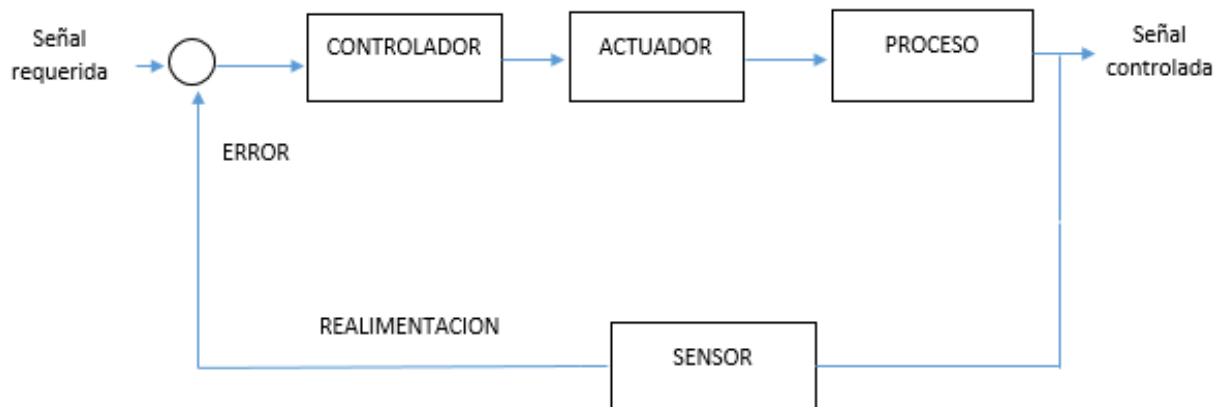 Señal
requerida
CONTROLADOR
ACTUADOR
PROCESO
Señal
controlada
ERROR
REALIMENTACION
SENSOR